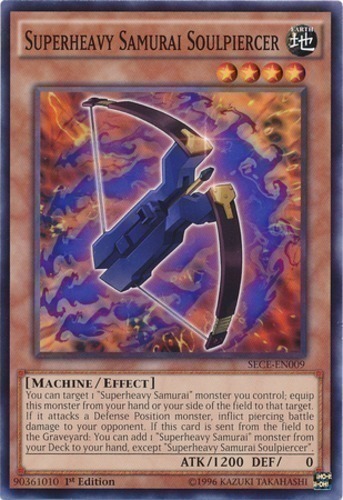 SUPERHEAVY SAMURAI SOULPIERCER
EARTH
地
SECE-EN009
[MACHINE / EFFECT]
You can target 1 "Superheavy Samurai" monster you control; equip
this monster from your hand or your side of the field to that target.
If it attacks a Defense Position monster, inflict piercing battle
damage to your opponent. If this card is sent from the field to
the Graveyard: You can add 1 "Superheavy Samurai" monster
from your Deck to your hand, except "Superheavy Samurai Soulpiercer".
ATK/1200 DEF/ 0
90361010 1st Edition ©1996 KAZUKI TAKAHASHI